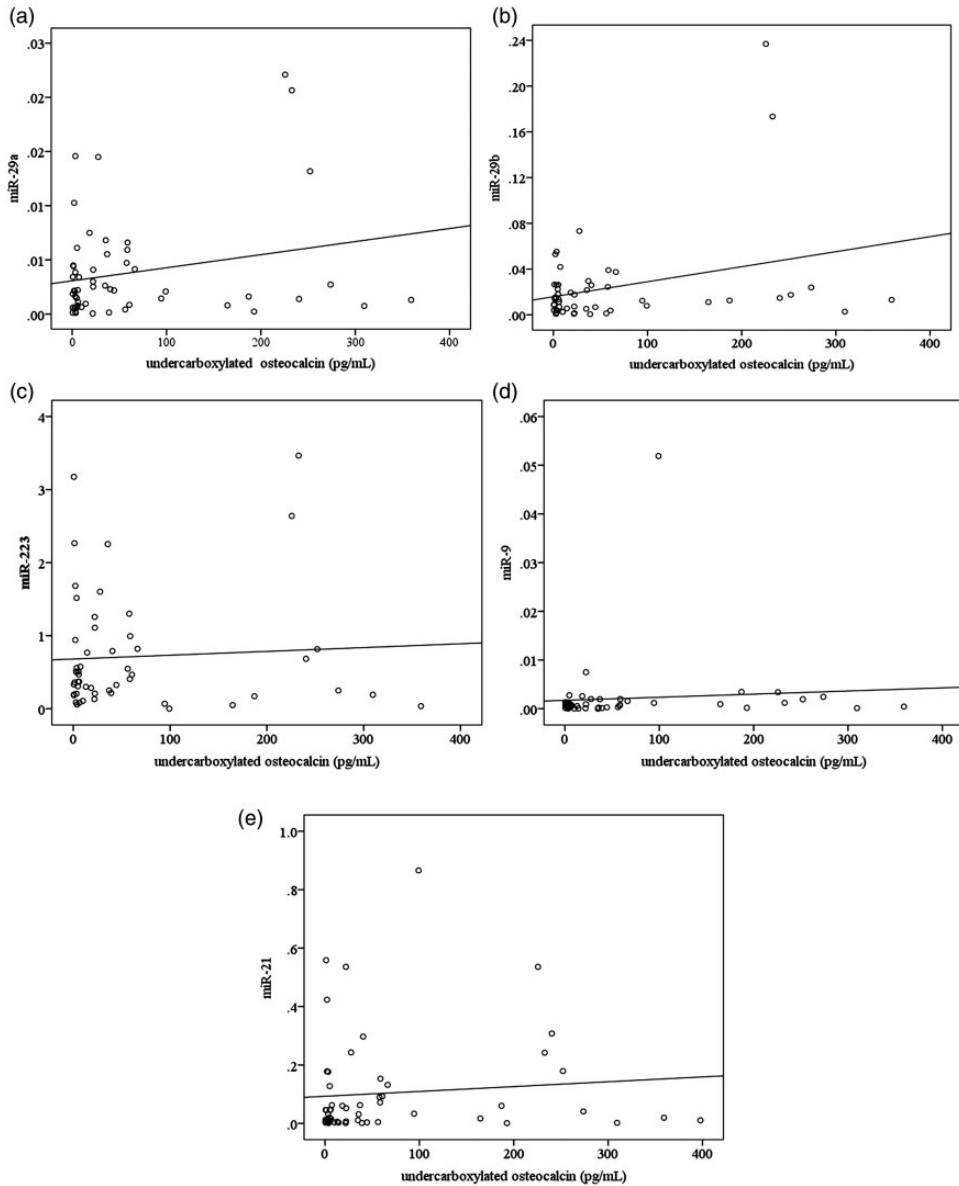 (a)
.03
.02
.02
.01
.01
.00
miR-29a
0 100 200 300 400
undercarboxylated osteocalcin (pg/mL)
(b)
.24
.20
.16
.12
.08
.04
.00
miR-29b
0 100 200 300 400
undercarboxylated osteocalcin (pg/mL)
(c)
4
3
2
1
0
miR-223
0 100 200 300 400
undercarboxylated osteocalcin (pg/mL)
(d)
.06
.05
.04
.03
.02
.01
.00
miR-9
0 100 200 300 400
undercarboxylated osteocalcin (pg/mL)
(e)
1.0
.8
.6
.4
.2
.0
miR-21
0 100 200 300 400
undercarboxylated osteocalcin (pg/mL)